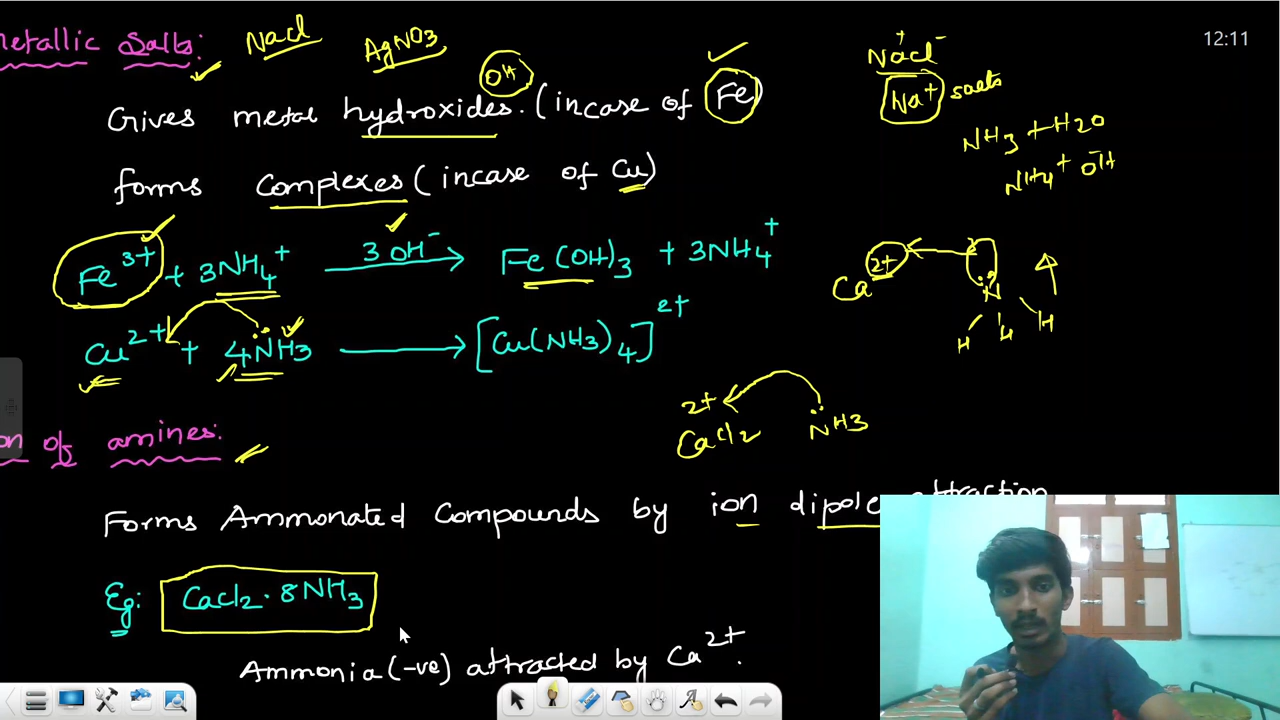 metallic Salts: Nacl AgNO3
OH
Gives metal hydroxides. (incase of Fe)
forms complexes (incase of Cu)
Fe3+ + 3NH4+ 3OH- → Fe(OH)3 + 3NH4+
Cu2+ + 4NH3 → [Cu(NH3)4]2+
on of amines:
Forms Ammonated Compounds by ion dipole attraction
Eg: Cacl2 . 8NH3
Ammonia (-ve) attracted by Ca2+.
12:11
Na+cl-
Na+ salts
NH3 + H2O
NH4+ OH-
Ca2+ N
H H H
2+
Cacl2 NH3